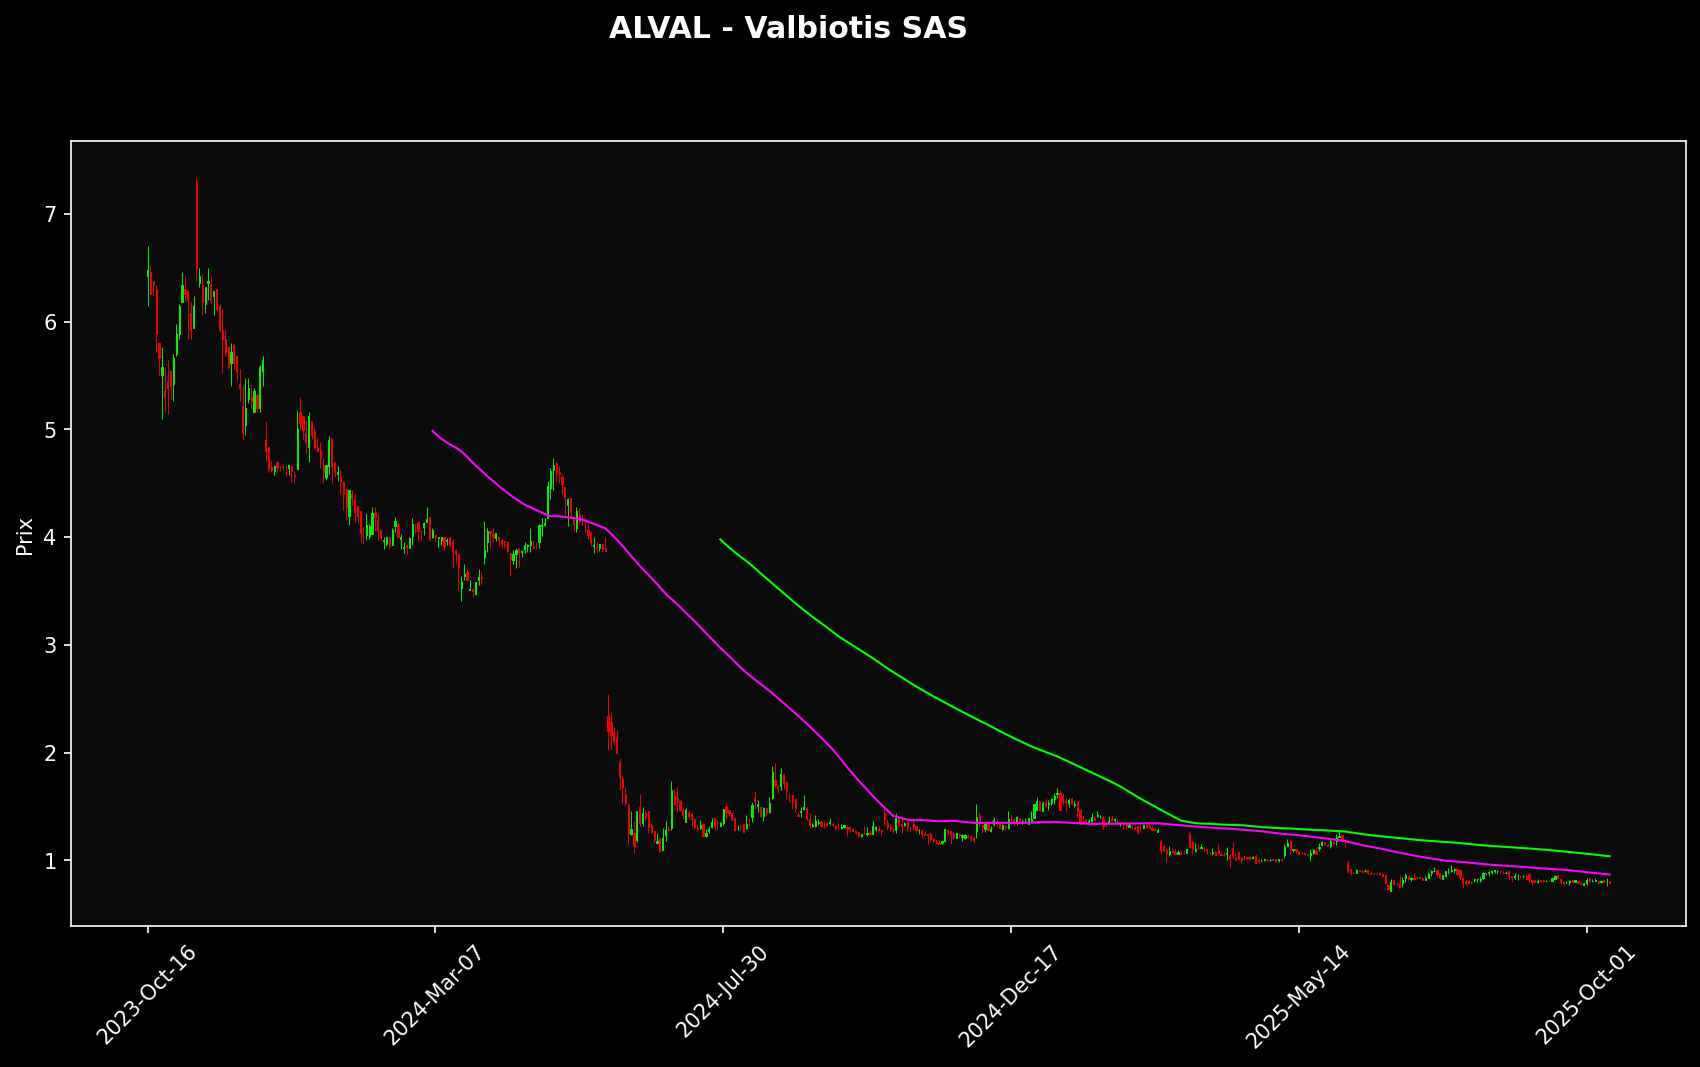 ALVAL - Valbiotis SAS
Prix
7
6
5
4
3
2
1
2023-Oct-16
2024-Mar-07
2024-Jul-30
2024-Dec-17
2025-May-14
2025-Oct-01